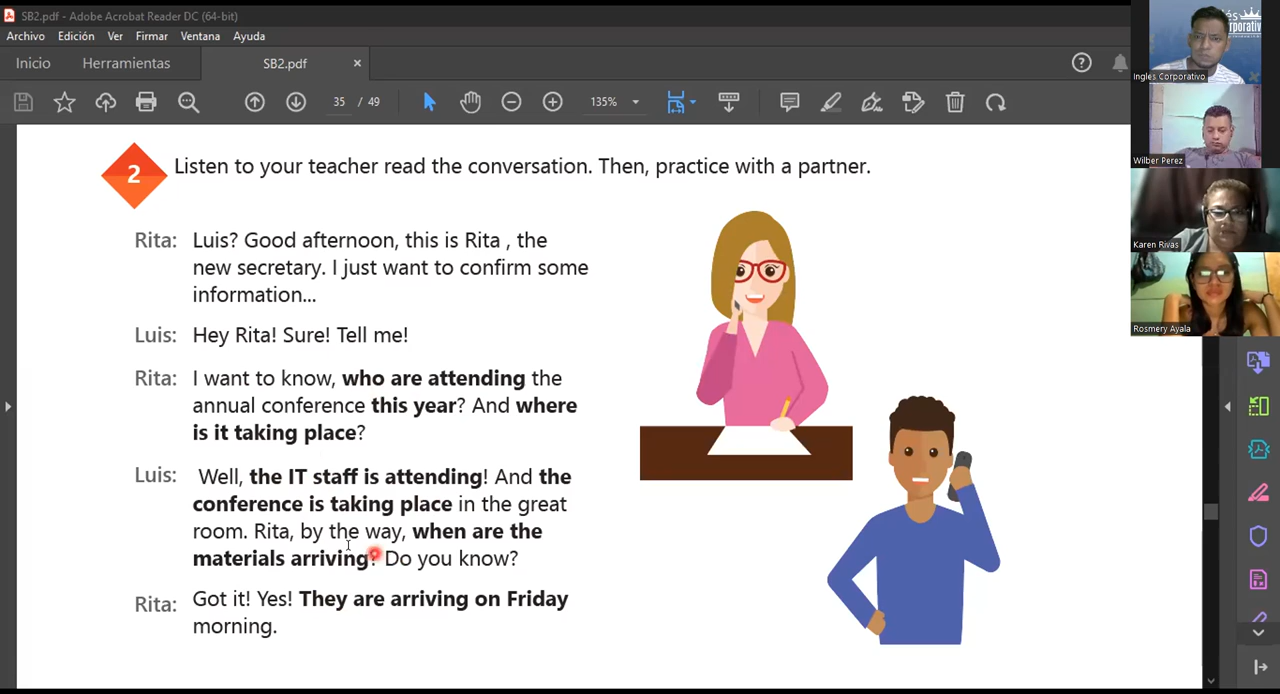 SB2.pdf - Adobe Acrobat Reader DC (64-bit)
Archivo Edición Ver Firmar Ventana Ayuda
Inicio Herramientas SB2.pdf ×
35 / 49 135%
2 Listen to your teacher read the conversation. Then, practice with a partner.
Rita: Luis? Good afternoon, this is Rita , the
new secretary. I just want to confirm some
information...
Luis: Hey Rita! Sure! Tell me!
Rita: I want to know, who are attending the
annual conference this year? And where
is it taking place?
Luis: Well, the IT staff is attending! And the
conference is taking place in the great
room. Rita, by the way, when are the
materials arriving? Do you know?
Rita: Got it! Yes! They are arriving on Friday
morning.
Ingles Corporativo
Wilber Perez
Karen Rivas
Rosmery Ayala